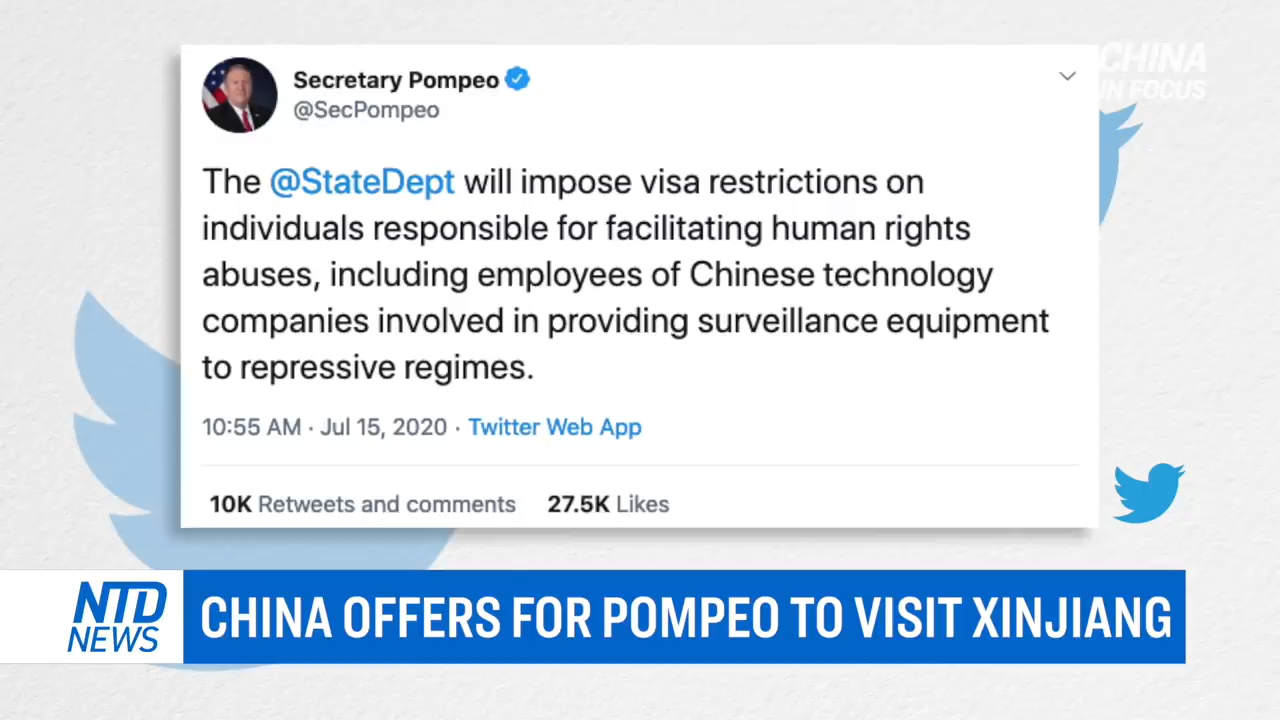 CHINA
IN FOCUS
Secretary Pompeo
@SecPompeo
The @StateDept will impose visa restrictions on
individuals responsible for facilitating human rights
abuses, including employees of Chinese technology
companies involved in providing surveillance equipment
to repressive regimes.
10:55 AM · Jul 15, 2020 · Twitter Web App
10K Retweets and comments 27.5K Likes
NTD
NEWS
CHINA OFFERS FOR POMPEO TO VISIT XINJIANG